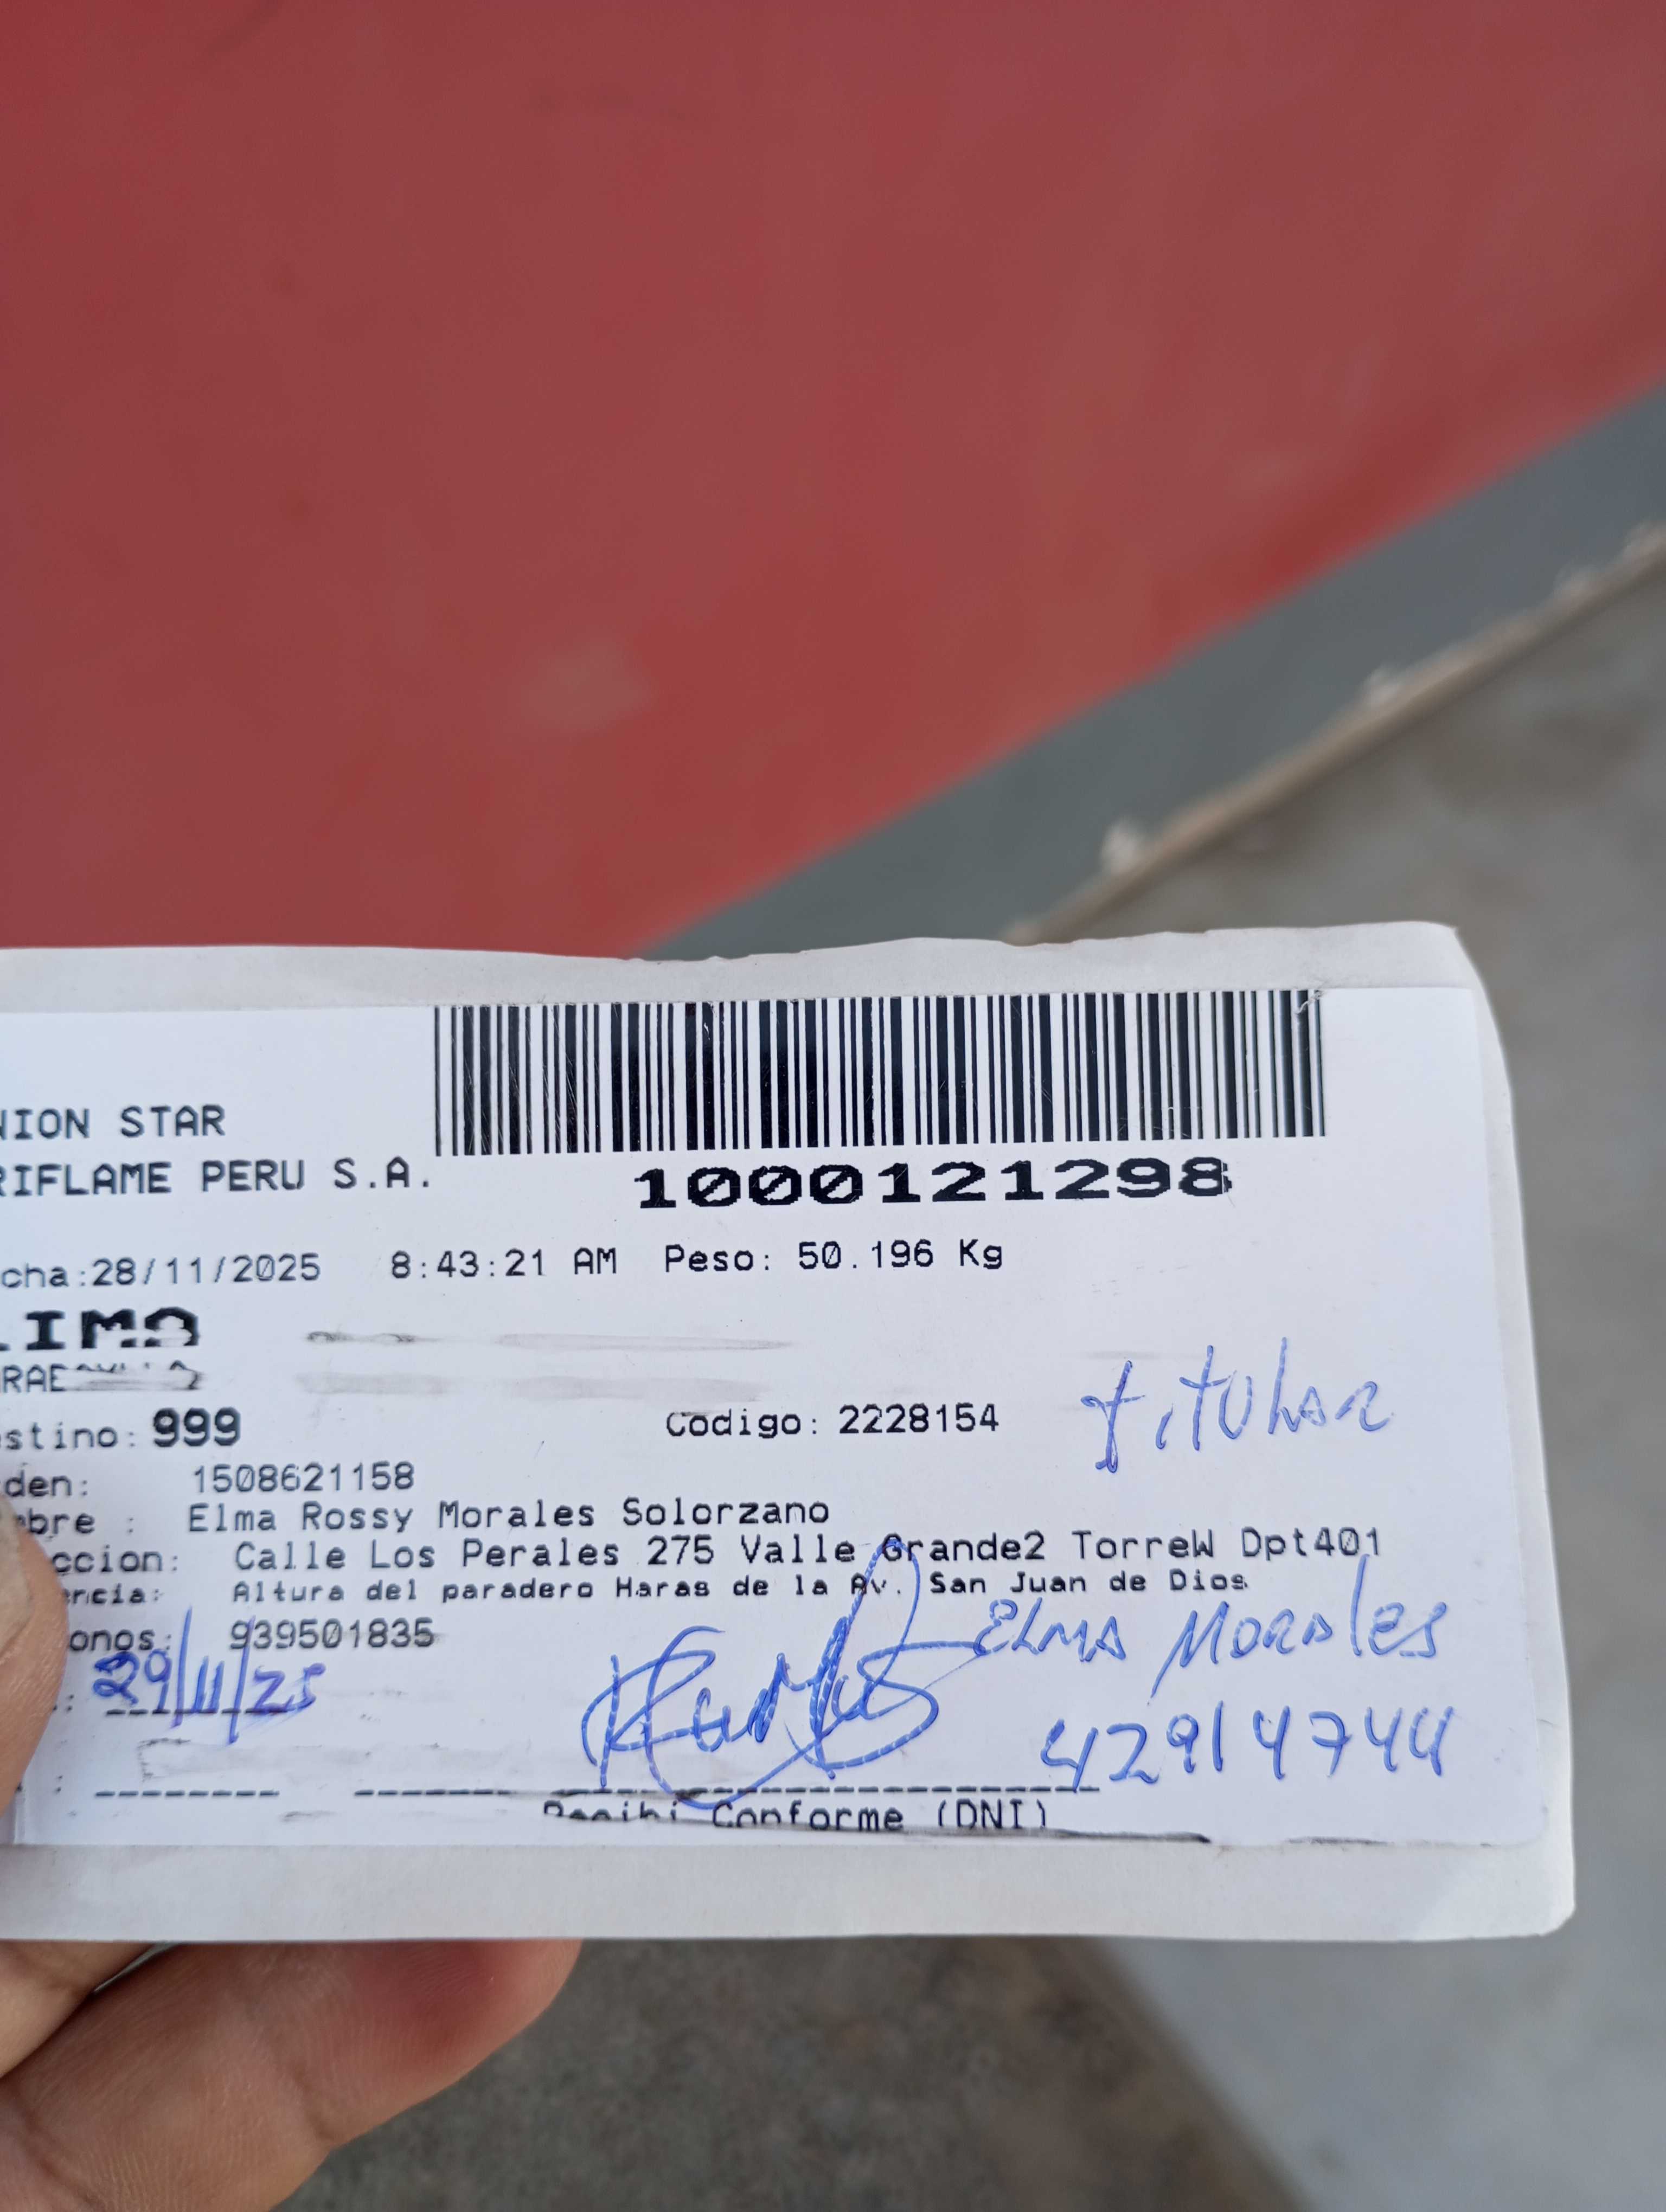 NION STAR
RIFLAME PERU S.A.
1000121298
cha:28/11/2025 8:43:21 AM Peso: 50.196 Kg
LIMA
stino: 999 Codigo: 2228154
titular
den: 1508621158
mbre : Elma Rossy Morales Solorzano
ccion: Calle Los Perales 275 Valle Grande2 TorreW Dpt401
encia: Altura del paradero Haras de la Av. San Juan de Dios
onos: 939501835
Elma Morales
29/11/25
42914744
Recibi Conforme (DNI)